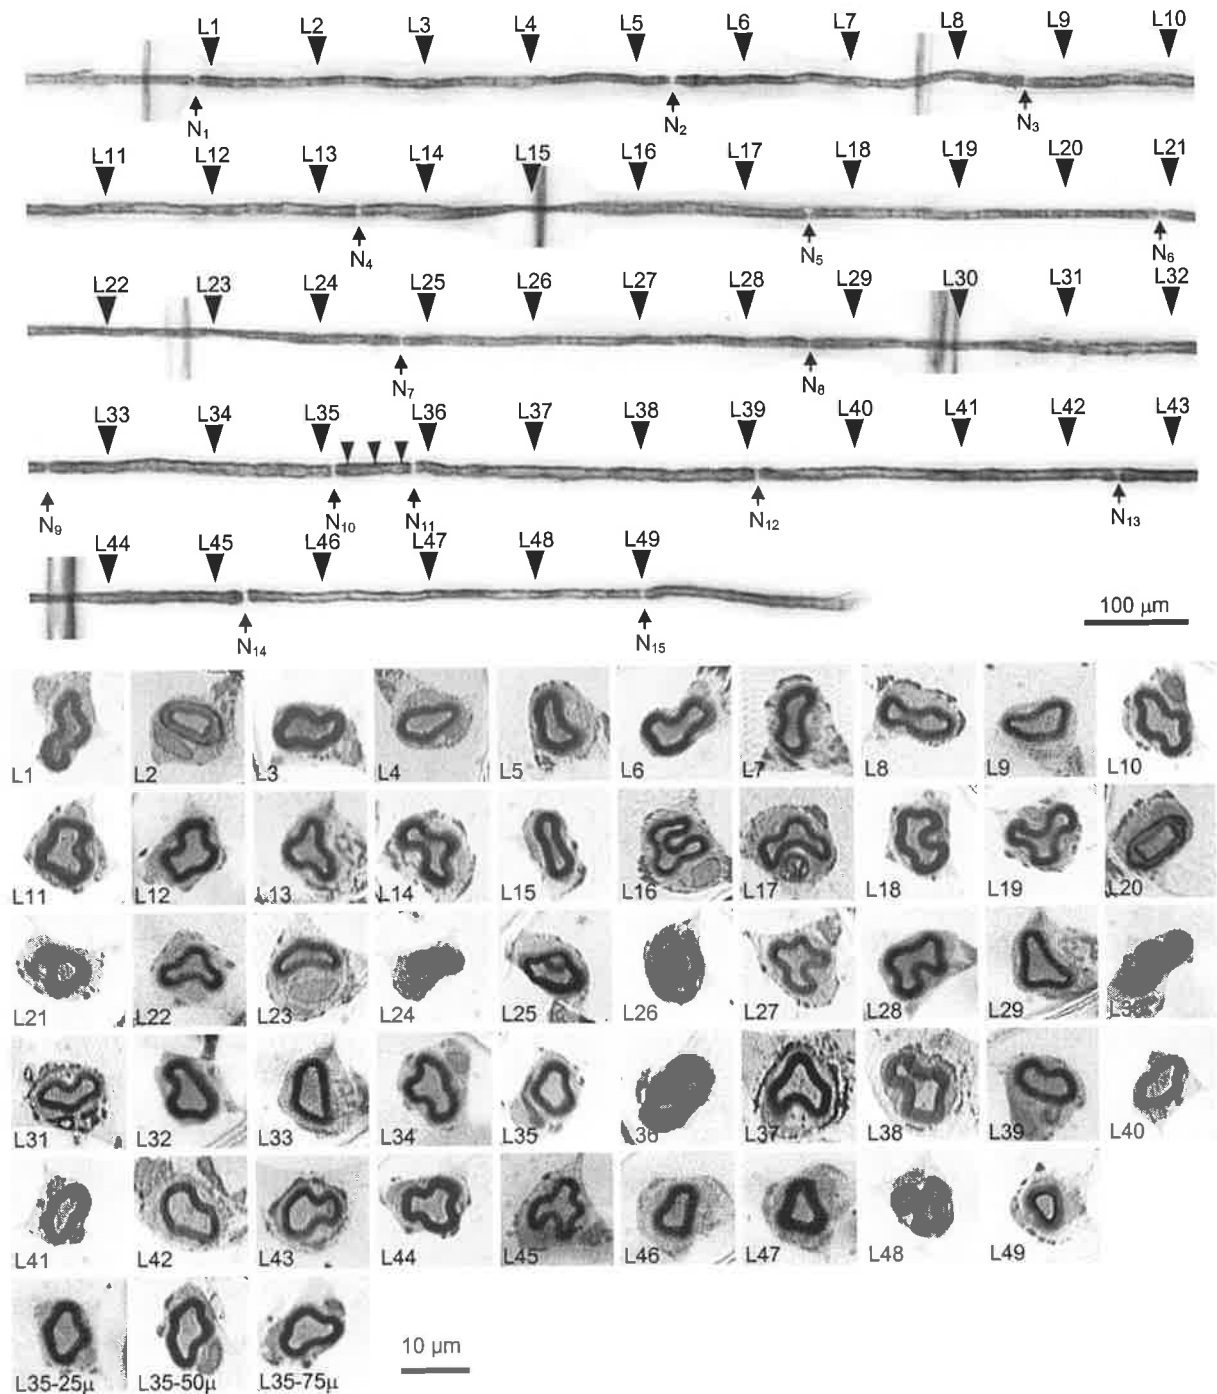 L1 L2 L3 L4 L5 L6 L7 L8 L9 L10
N1 N2 N3
L11 L12 L13 L14 L15 L16 L17 L18 L19 L20 L21
N4 N5 N6
L22 L23 L24 L25 L26 L27 L28 L29 L30 L31 L32
N7 N8
L33 L34 L35 L36 L37 L38 L39 L40 L41 L42 L43
N9 N10 N11 N12 N13
L44 L45 L46 L47 L48 L49
100 µm
N14 N15
L1 L2 L3 L4 L5 L6 L7 L8 L9 L10
L11 L12 L13 L14 L15 L16 L17 L18 L19 L20
L21 L22 L23 L24 L25 L26 L27 L28 L29 L30
L31 L32 L33 L34 L35 L36 L37 L38 L39 L40
L41 L42 L43 L44 L45 L46 L47 L48 L49
10 µm
L35-25µ L35-50µ L35-75µ